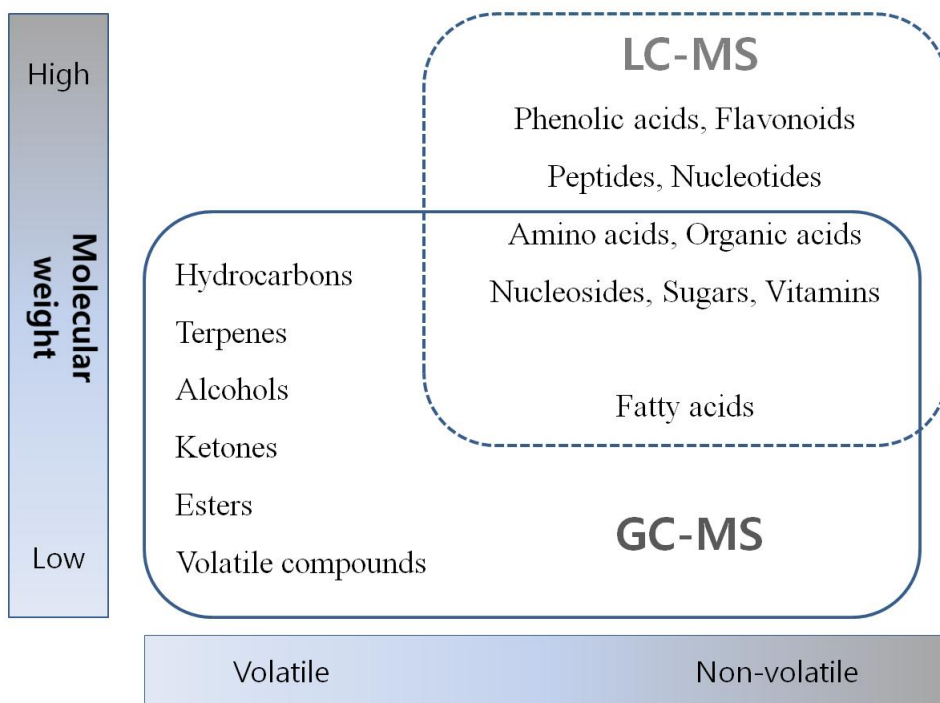 High
Molecular
weight
Low
LC-MS
Phenolic acids, Flavonoids
Peptides, Nucleotides
Amino acids, Organic acids
Nucleosides, Sugars, Vitamins
Fatty acids
Hydrocarbons
Terpenes
Alcohols
Ketones
Esters
Volatile compounds
GC-MS
Volatile
Non-volatile